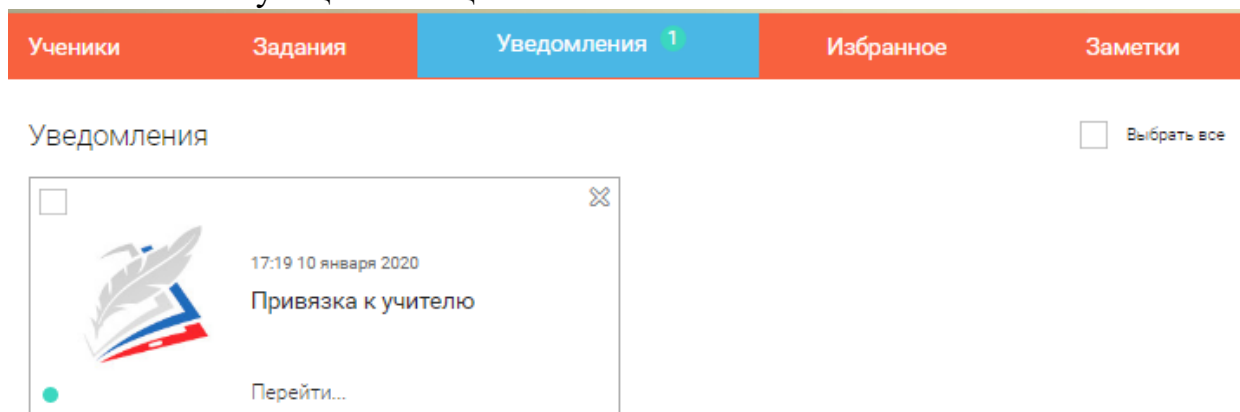 Ученики Задания Уведомления 1 Избранное Заметки
Уведомления Выбрать все
17:19 10 января 2020
Привязка к учителю
Перейти...